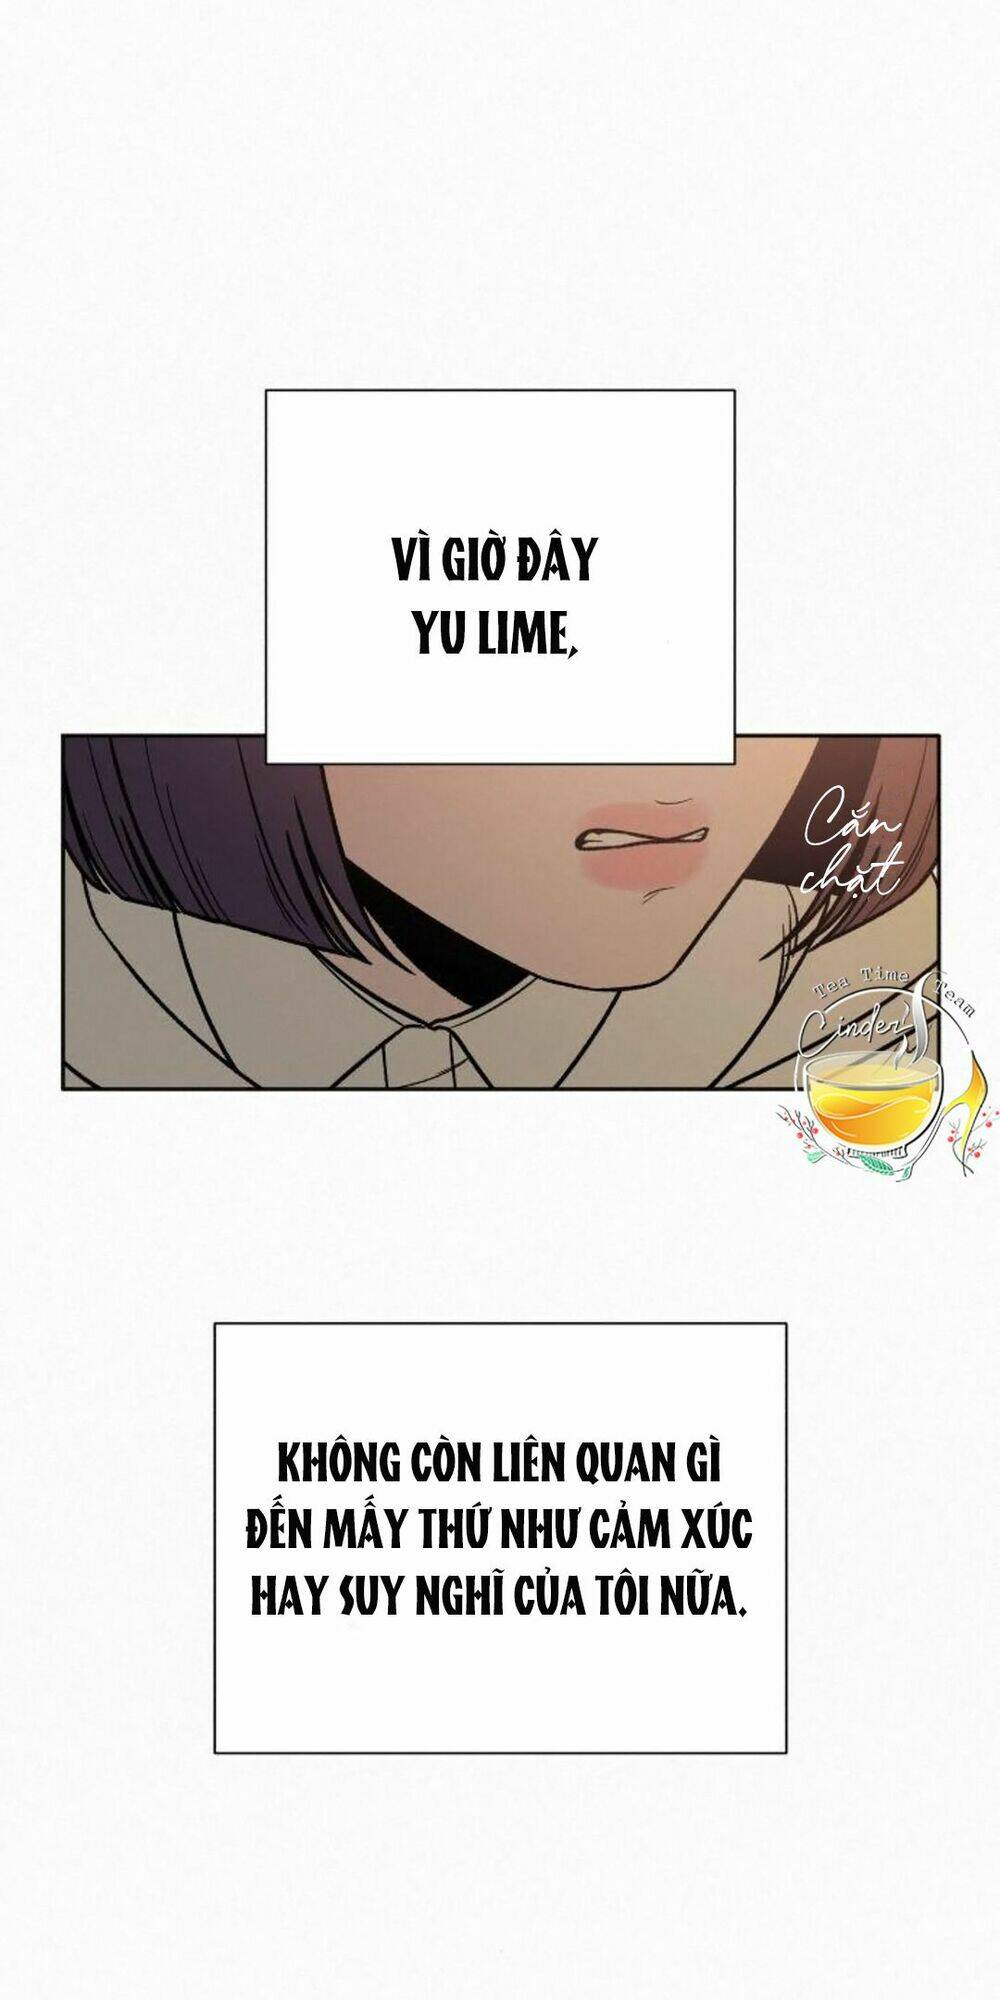 VÌ GIỜ ĐÂY
YU LIME,
Cắn
chặt
Tea Time Team
Cinder's
KHÔNG CÒN LIÊN QUAN GÌ
ĐẾN MẤY THỨ NHƯ CẢM XÚC
HAY SUY NGHĨ CỦA TÔI NỮA.